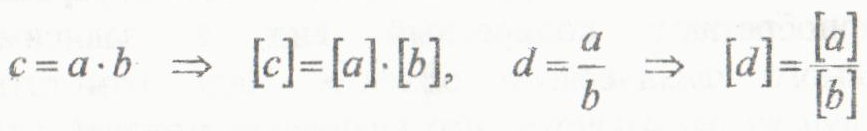 c = a · b ⇒ [c] = [a] · [b], d = a/b ⇒ [d] = [a]/[b]